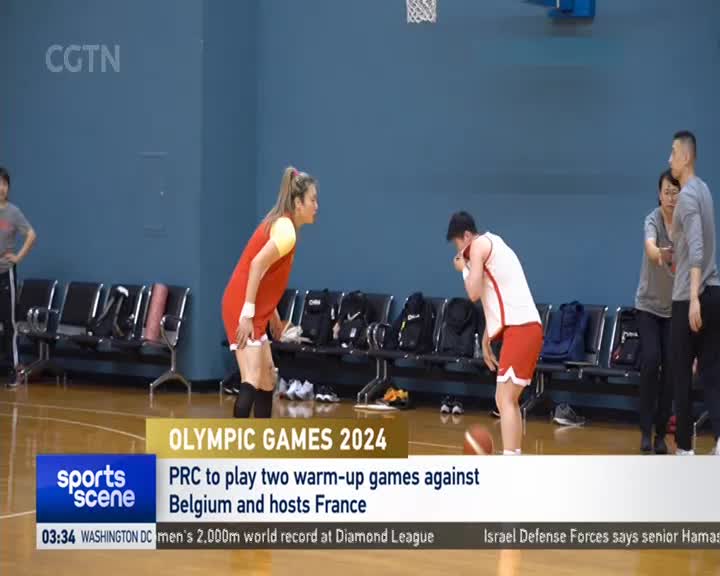 CGTN
OLYMPIC GAMES 2024
PRC to play two warm-up games against
Belgium and hosts France
sports
scene
03:34 WASHINGTON DC
omen's 2,000m world record at Diamond League Israel Defense Forces says senior Hamas